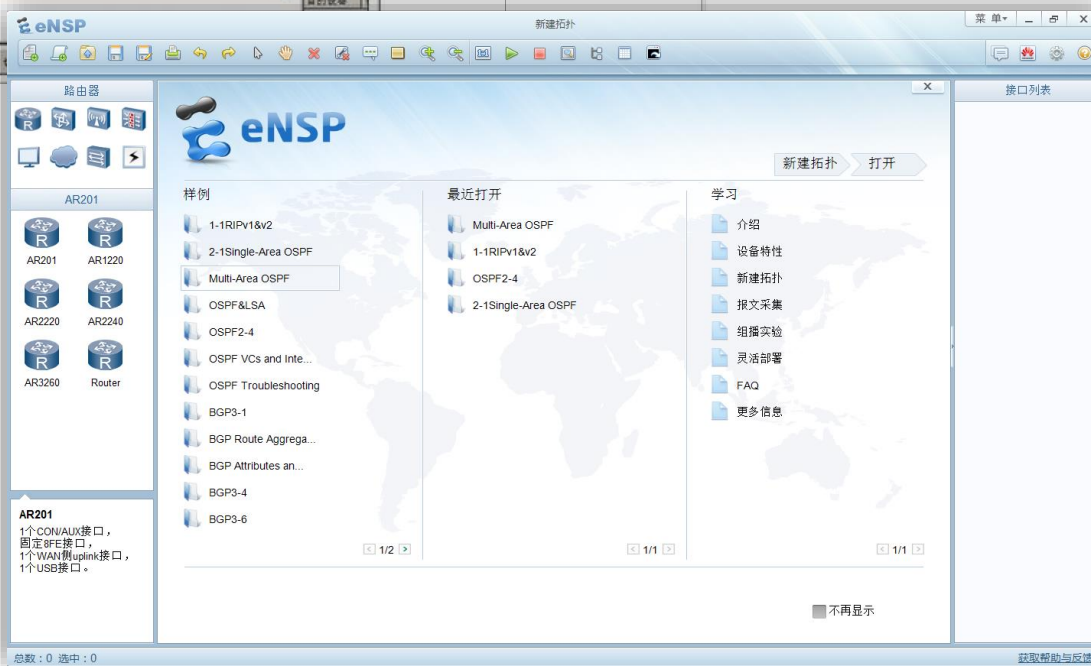 eNSP
新建拓扑
菜 单
路由器
AR201
AR201
AR1220
AR2220
AR2240
AR3260
Router
AR201
1个CON/AUX接口，
固定8FE接口，
1个WAN侧uplink接口，
1个USB接口。
eNSP
新建拓扑
打开
样例
1-1RIPv1&v2
2-1Single-Area OSPF
Multi-Area OSPF
OSPF&LSA
OSPF2-4
OSPF VCs and Inte...
OSPF Troubleshooting
BGP3-1
BGP Route Aggrega...
BGP Attributes an...
BGP3-4
BGP3-6
1/2
最近打开
Multi-Area OSPF
1-1RIPv1&v2
OSPF2-4
2-1Single-Area OSPF
1/1
学习
介绍
设备特性
新建拓扑
报文采集
组播实验
灵活部署
FAQ
更多信息
1/1
不再显示
接口列表
总数：0 选中：0
获取帮助与反馈